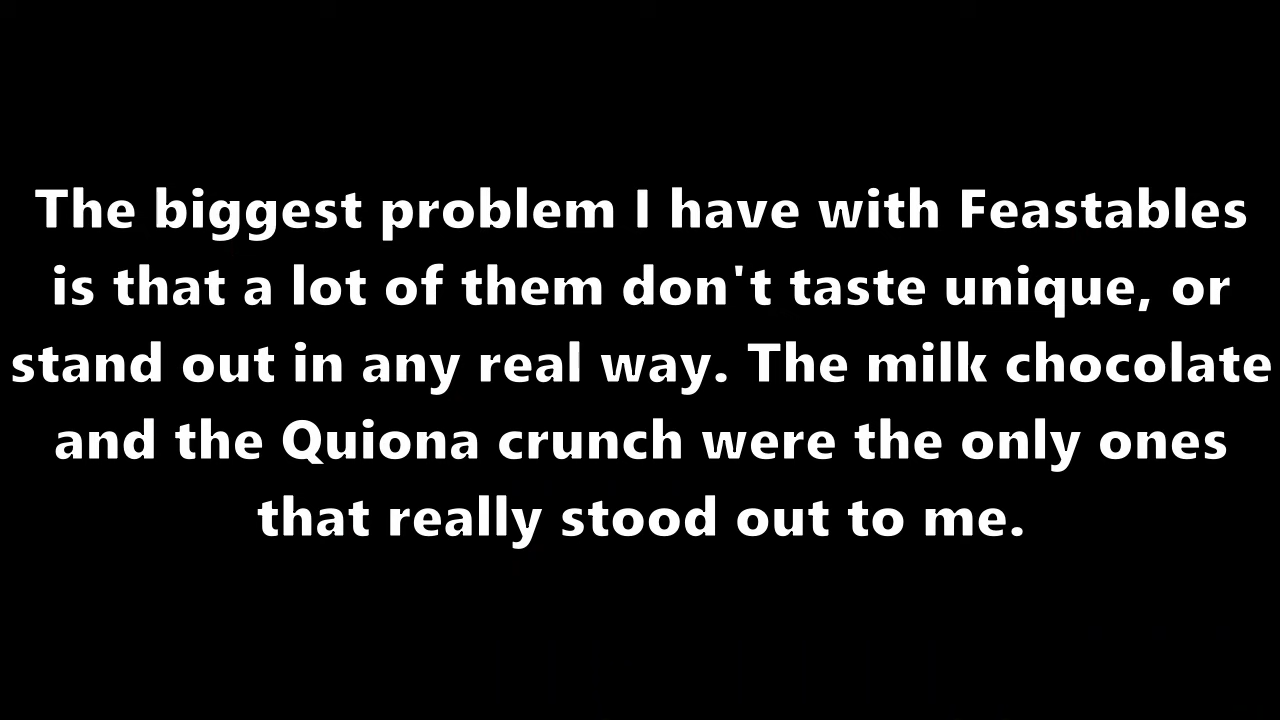 The biggest problem I have with Feastables
is that a lot of them don't taste unique, or
stand out in any real way. The milk chocolate
and the Quiona crunch were the only ones
that really stood out to me.